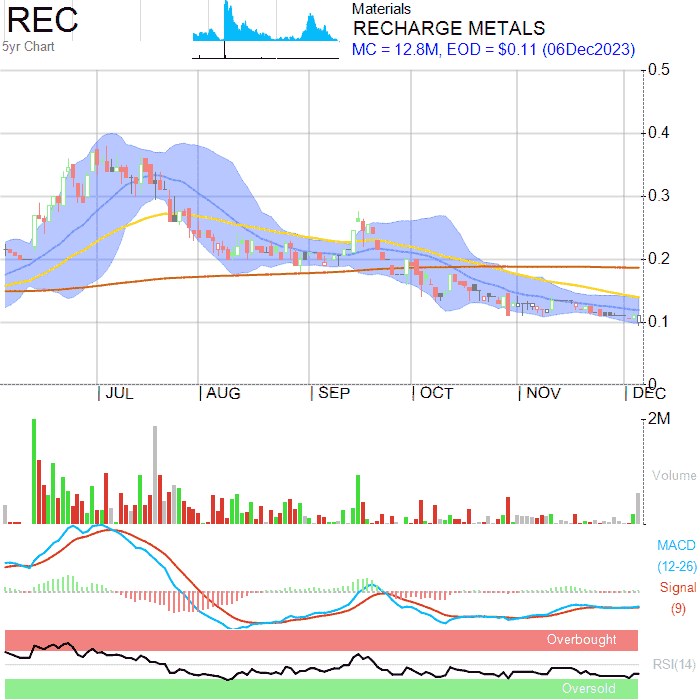 REC
5yr Chart
Materials
RECHARGE METALS
MC = 12.8M, EOD = $0.11 (06Dec2023)
0.5
0.4
0.3
0.2
0.1
0
JUL AUG SEP OCT NOV DEC
2M
Volume
MACD
(12-26)
Signal
(9)
Overbought
RSI(14)
Oversold